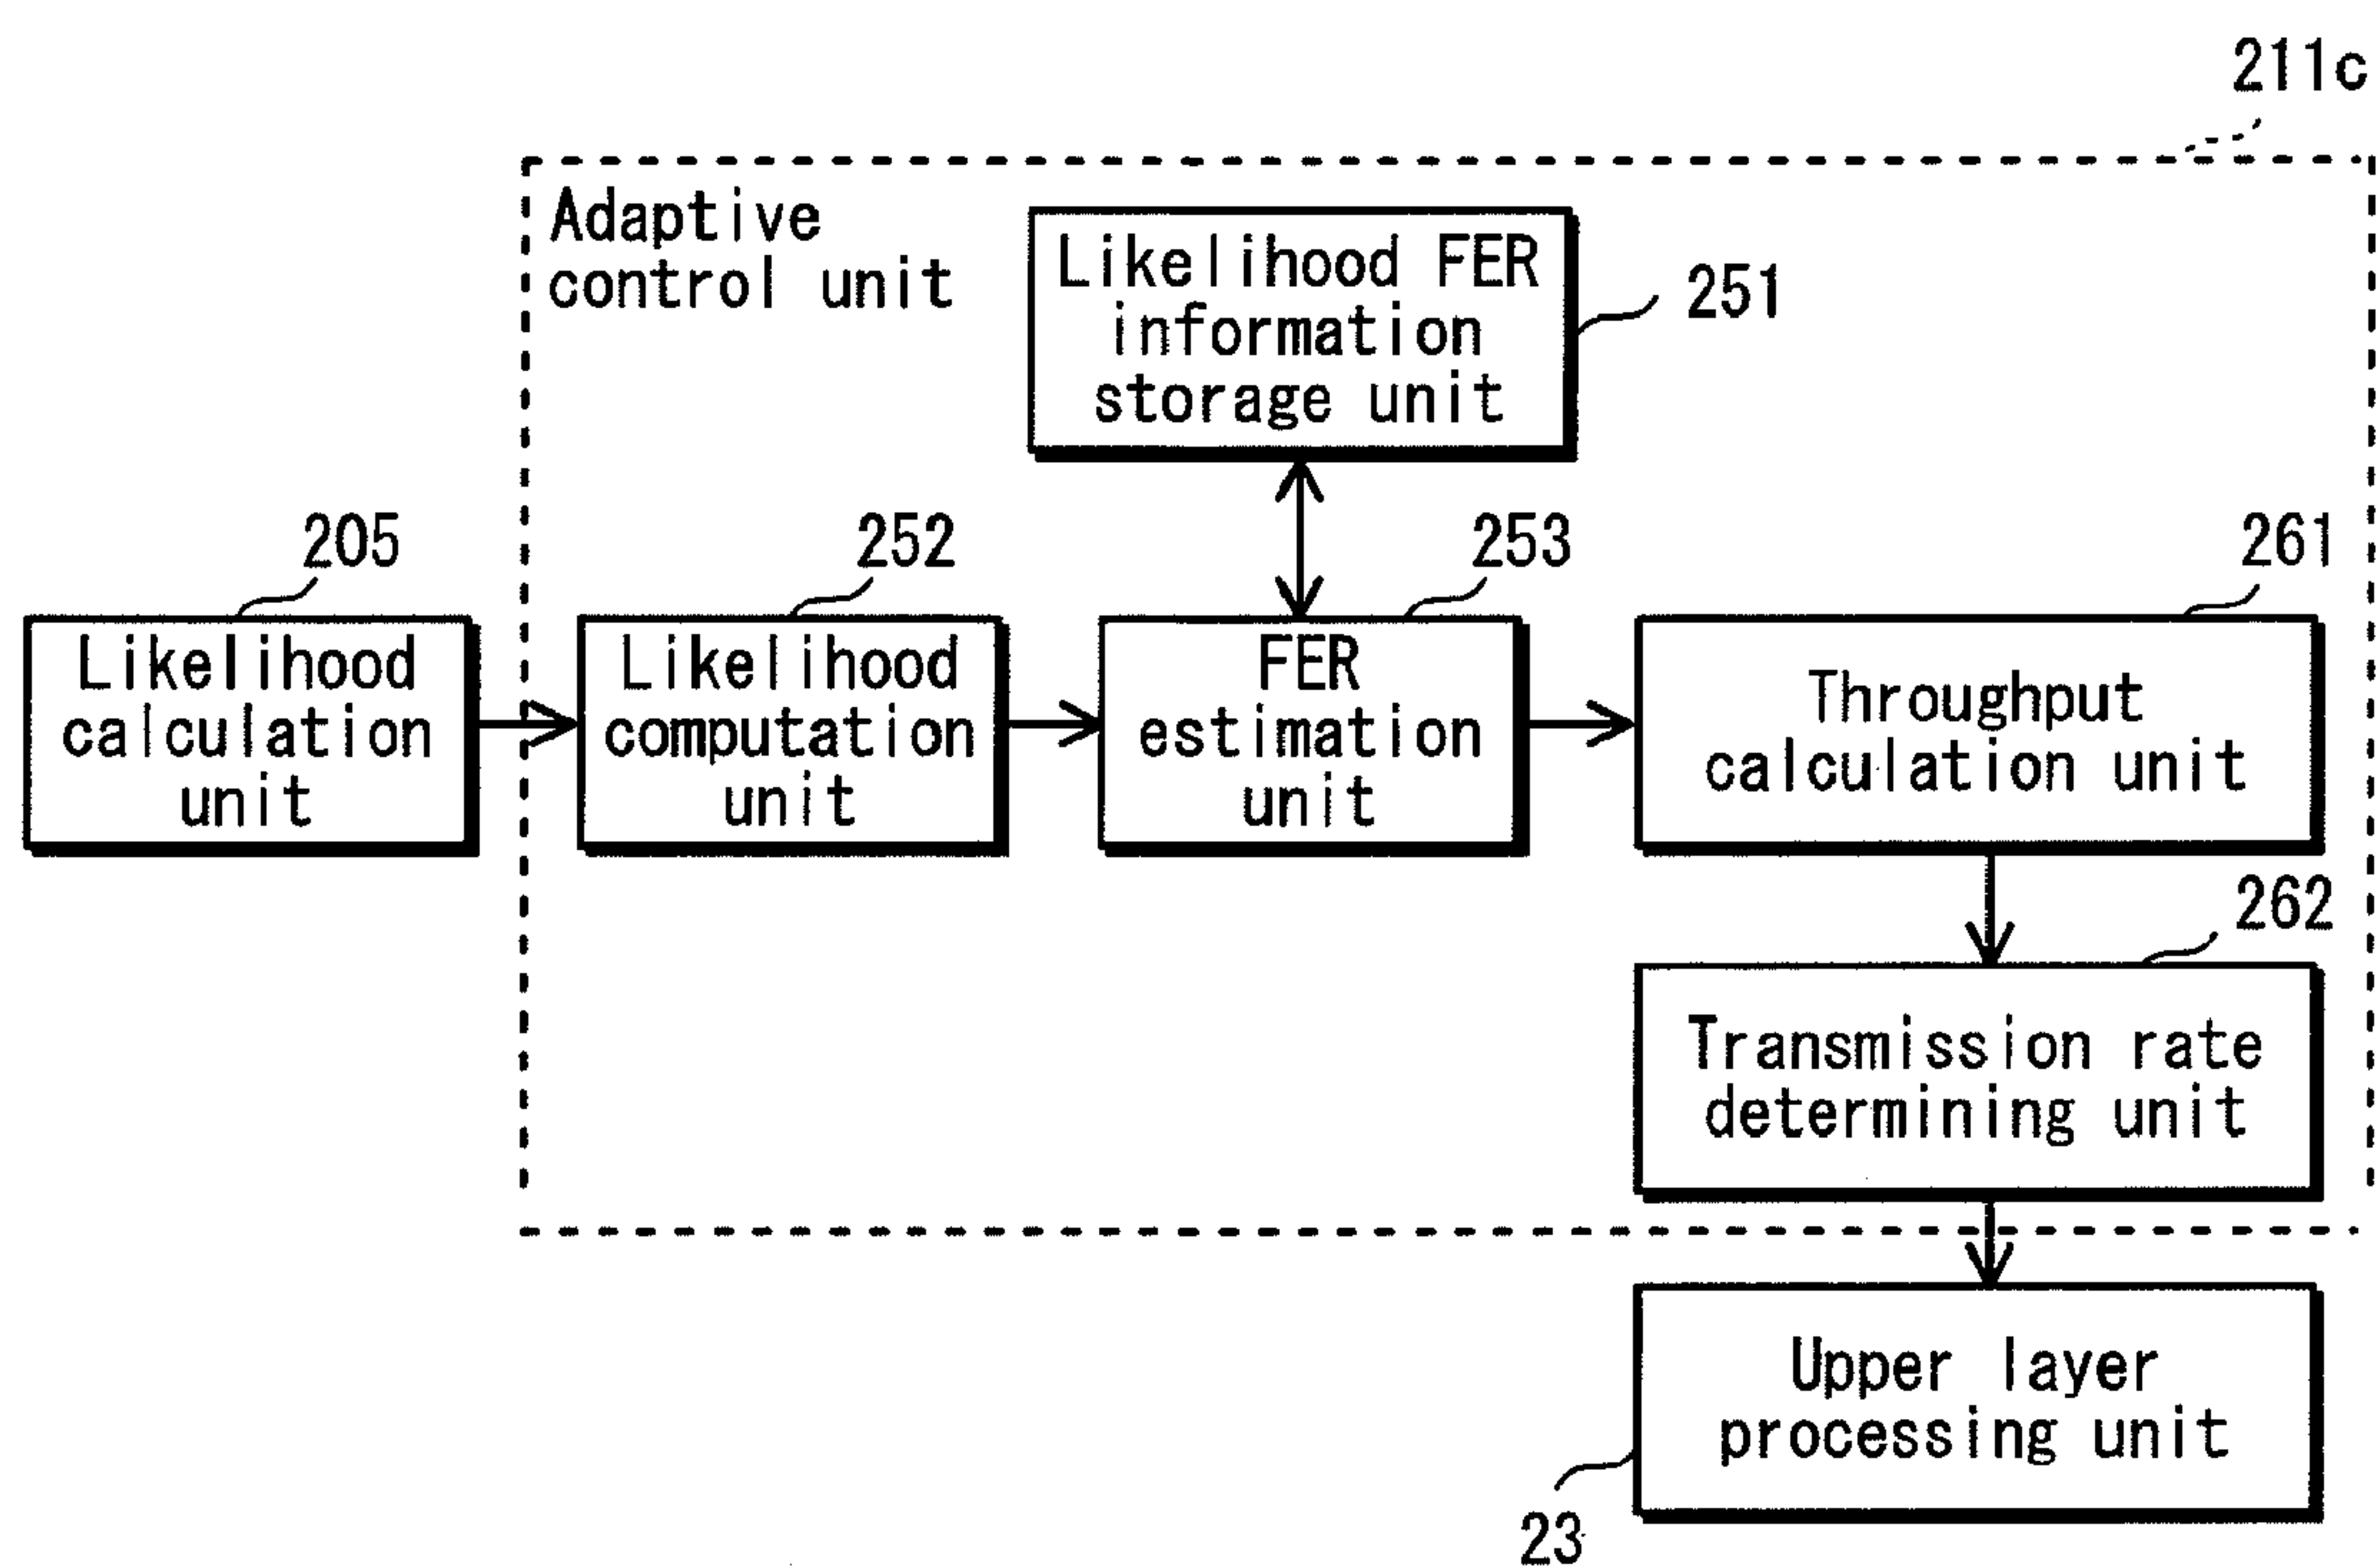 211c
Adaptive
control unit
Likelihood FER
information
storage unit
251
205
252
253
261
Likelihood
calculation
unit
Likelihood
computation
unit
FER
estimation
unit
Throughput
calculation unit
262
Transmission rate
determining unit
Upper layer
processing unit
23